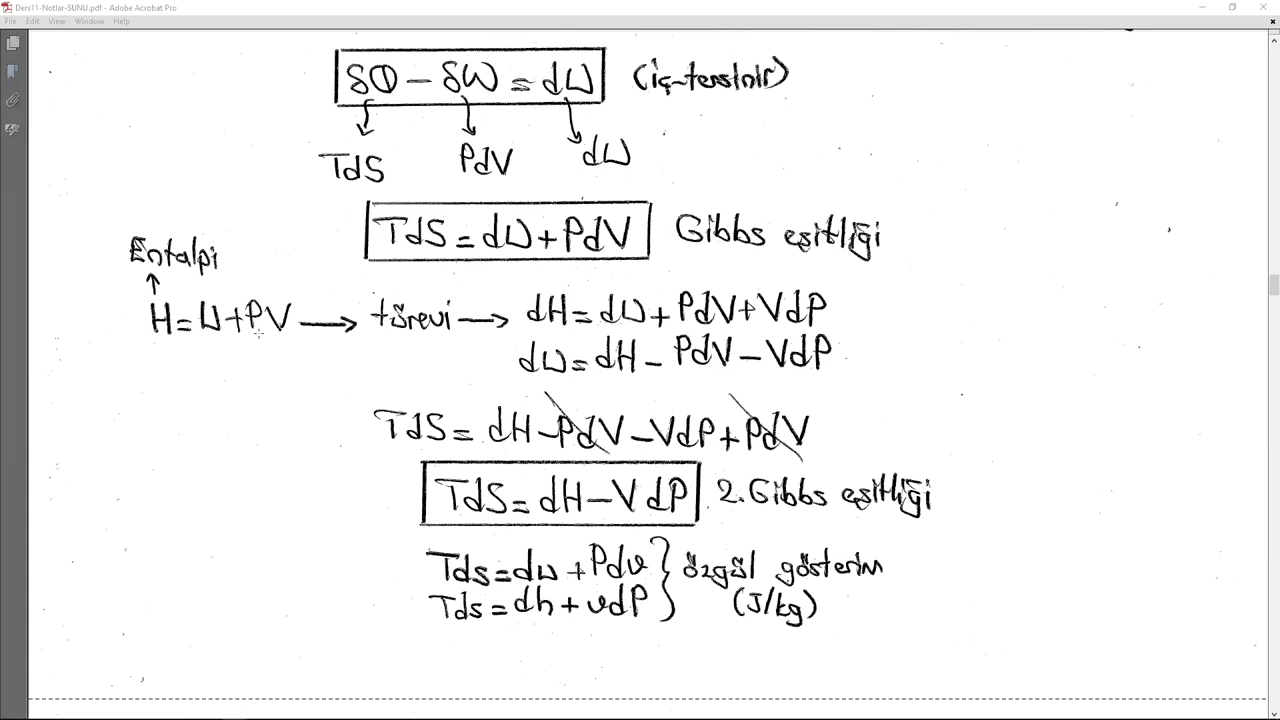 Ders11-Notlar-SUNU.pdf - Adobe Acrobat Pro
File Edit View Window Help
δQ - δW = dU (iç-tersinir)
TdS PdV dU
TdS = dU + PdV Gibbs eşitliği
Entalpi
H = U + PV → türevi → dH = dU + PdV + VdP
dU = dH - PdV - VdP
TdS = dH - PdV - VdP + PdV
TdS = dH - VdP 2. Gibbs eşitliği
Tds = du + Pdv } özgül gösterim
Tds = dh + vdP } (J/kg)